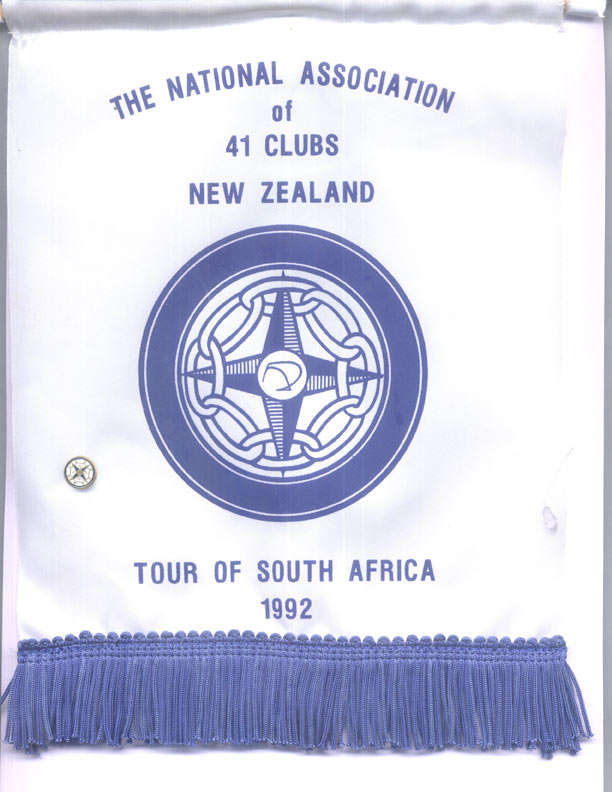 THE NATIONAL ASSOCIATION
of
41 CLUBS
NEW ZEALAND
TOUR OF SOUTH AFRICA
1992